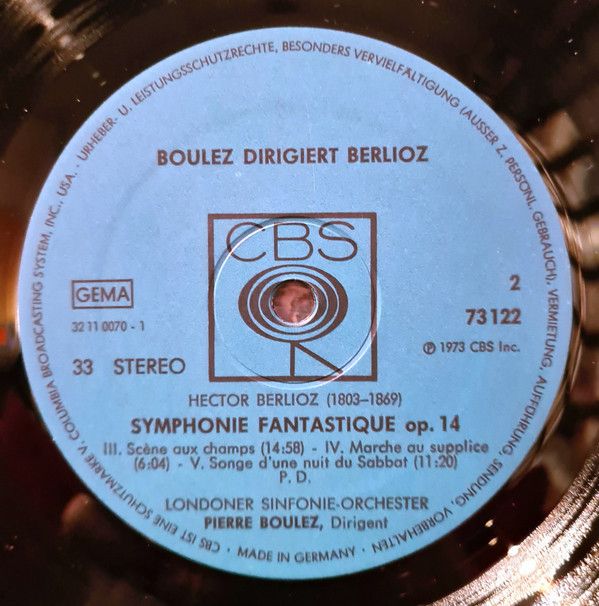 URHEBER- U. LEISTUNGSSCHUTZRECHTE, BESONDERS VERVIELFÄLTIGUNG (AUSSER Z. PERSÖNL. GEBRAUCH), VERMIETUNG, AUFFÜHRUNG, SENDUNG, VORBEHALTEN
BOULEZ DIRIGIERT BERLIOZ
CBS
GEMA
32 11 0070 - 1
33 STEREO
2
73122
℗ 1973 CBS Inc.
HECTOR BERLIOZ (1803–1869)
SYMPHONIE FANTASTIQUE op. 14
III. Scène aux champs (14:58) - IV. Marche au supplice
(6:04) - V. Songe d'une nuit du Sabbat (11:20)
P. D.
LONDONER SINFONIE-ORCHESTER
PIERRE BOULEZ, Dirigent
CBS IST EINE SCHUTZMARKE V. COLUMBIA BROADCASTING SYSTEM, INC., USA. ·
· MADE IN GERMANY ·